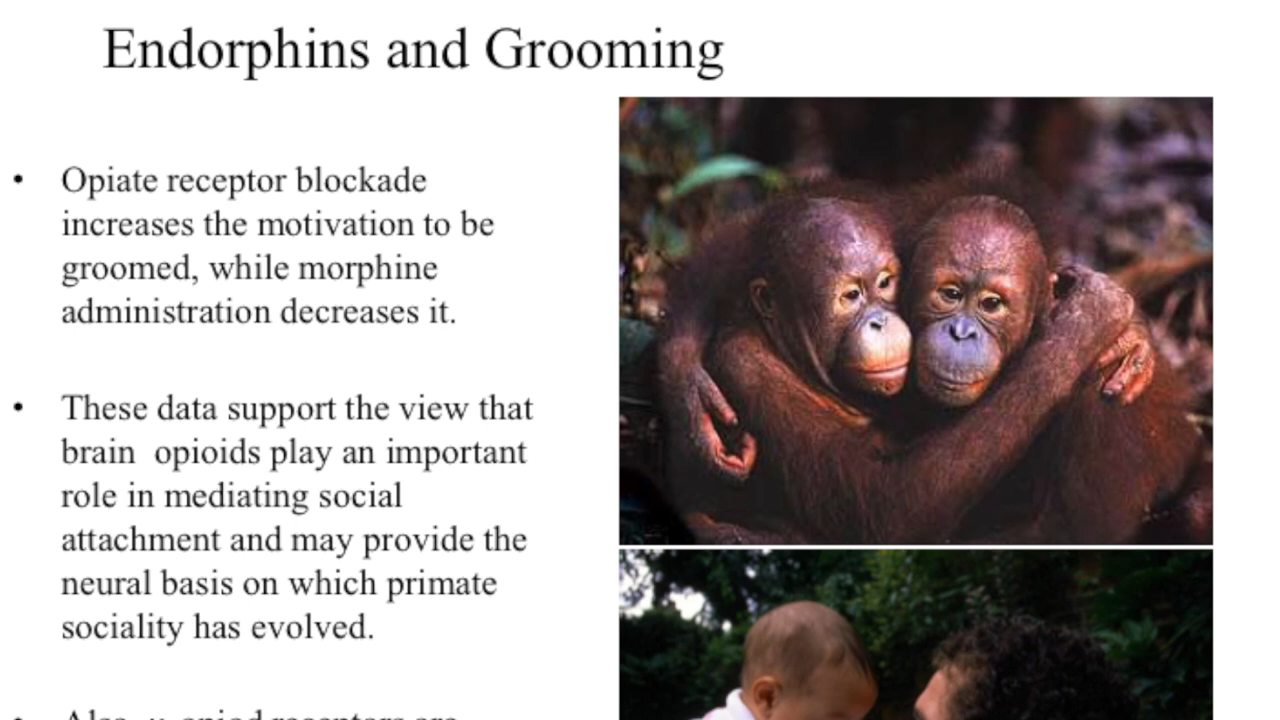 Endorphins and Grooming
• Opiate receptor blockade
increases the motivation to be
groomed, while morphine
administration decreases it.
• These data support the view that
brain opioids play an important
role in mediating social
attachment and may provide the
neural basis on which primate
sociality has evolved.